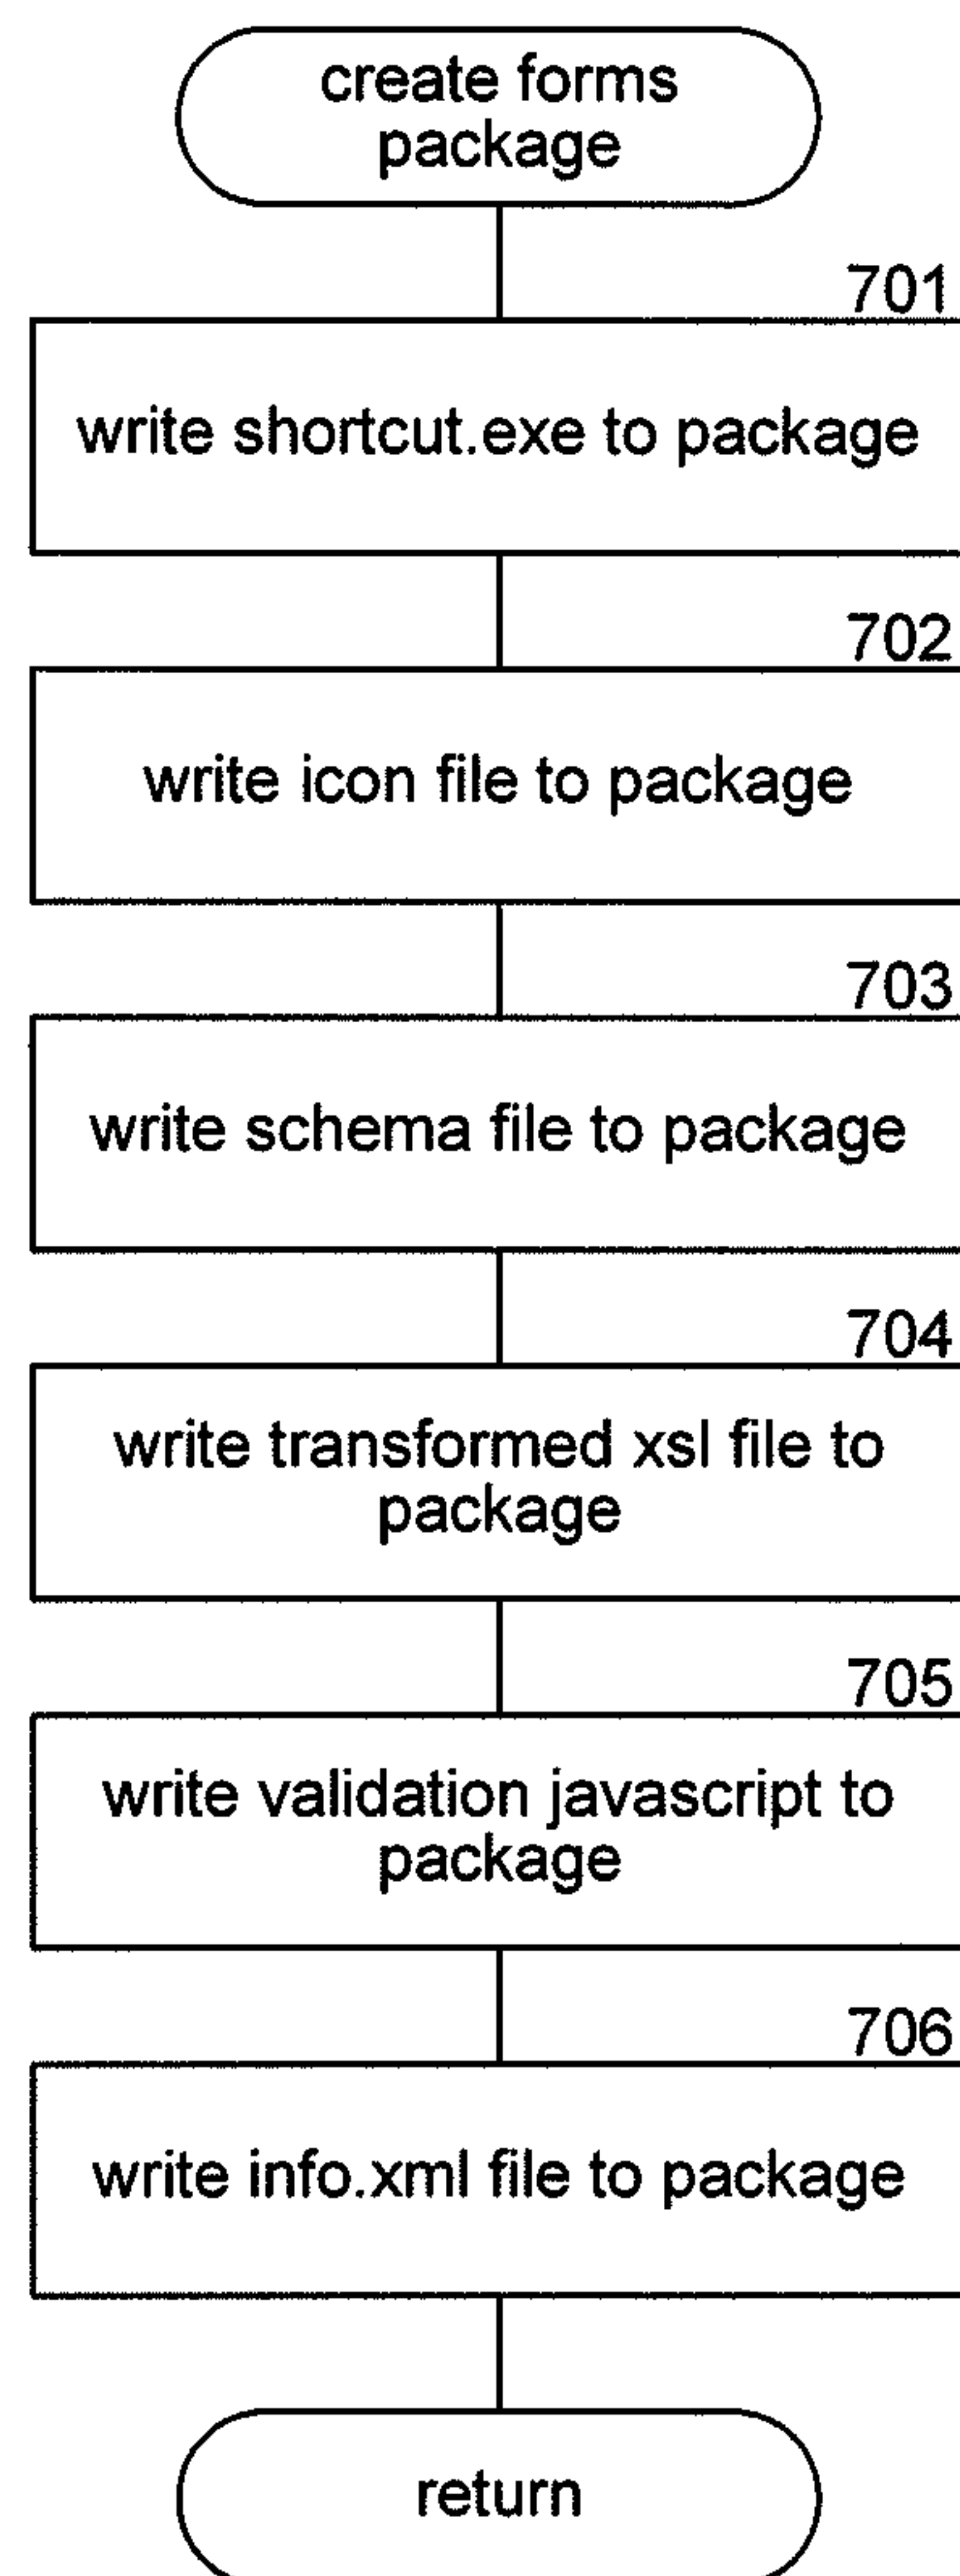 create forms
package
701
write shortcut.exe to package
702
write icon file to package
703
write schema file to package
704
write transformed xsl file to
package
705
write validation javascript to
package
706
write info.xml file to package
return